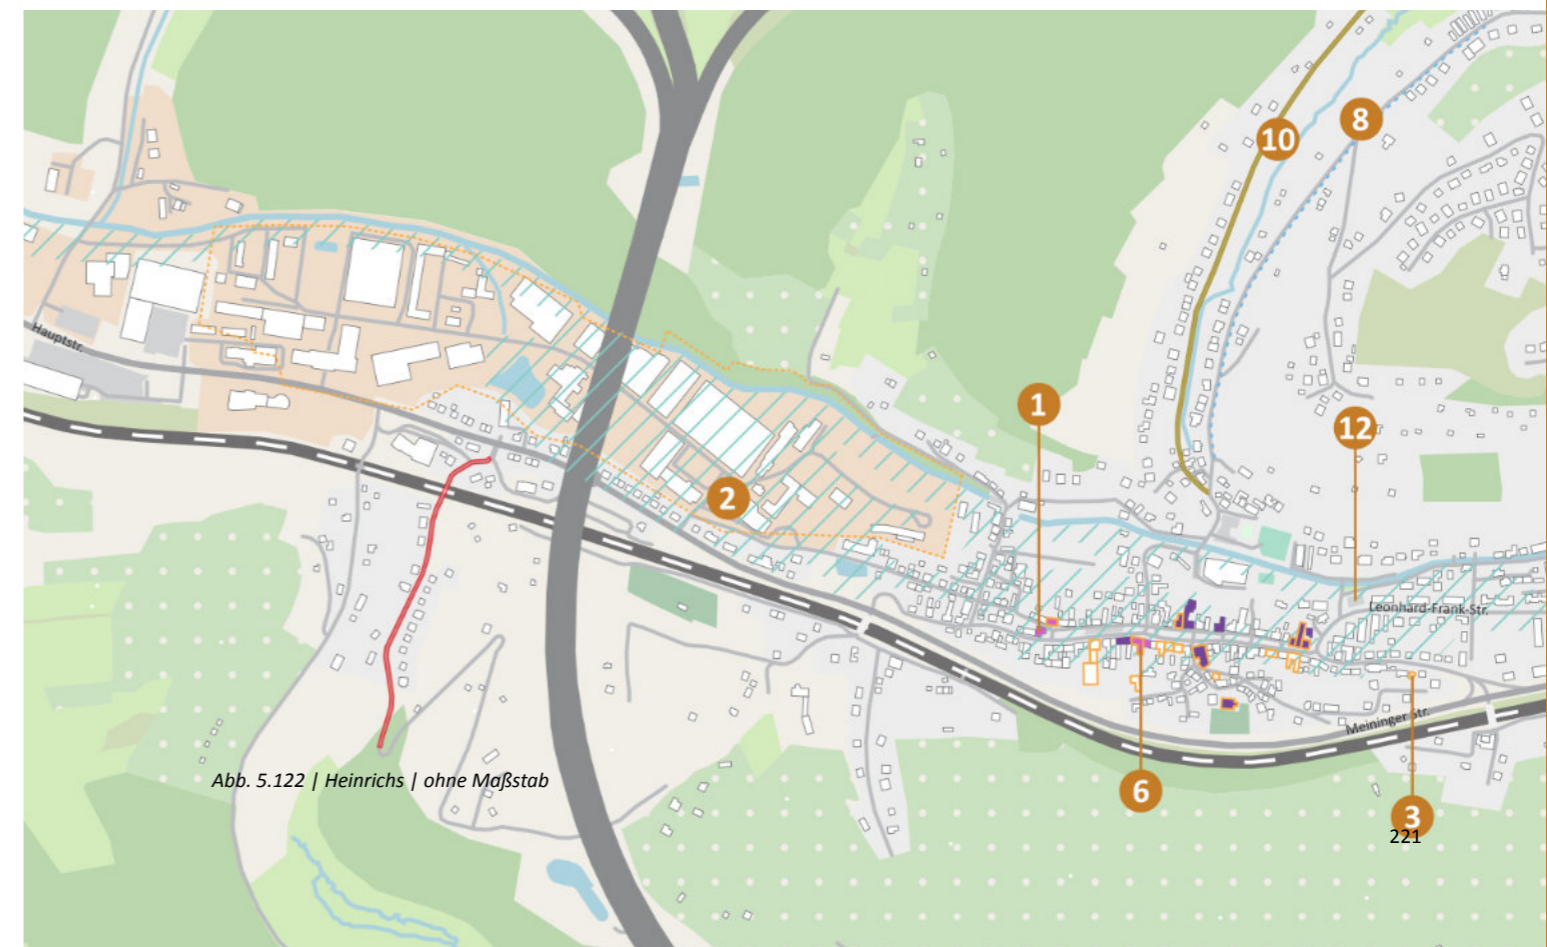 8
10
Hauptstr.
1
12
2
Leonhard-Frank-Str.
Meininger Str.
Abb. 5.122 | Heinrichs | ohne Maßstab
6
3
221